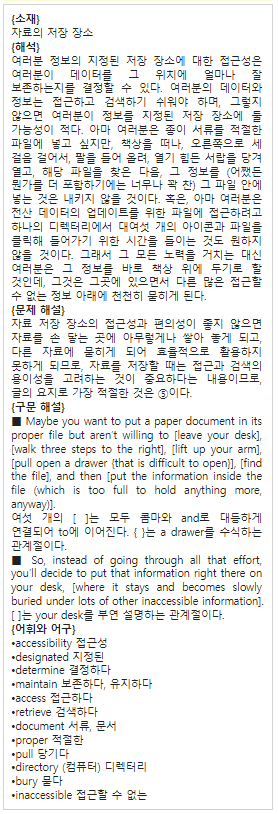 {소재}
자료의 저장 장소
{해석}
여러분 정보의 지정된 저장 장소에 대한 접근성은
여러분이 데이터를 그 위치에 얼마나 잘
보존하는지를 결정할 수 있다. 여러분의 데이터와
정보는 접근하고 검색하기 쉬워야 하며, 그렇지
않으면 여러분이 정보를 지정된 저장 장소에 둘
가능성이 적다. 아마 여러분은 종이 서류를 적절한
파일에 넣고 싶지만, 책상을 떠나, 오른쪽으로 세
걸음 걸어서, 팔을 들어 올려, 열기 힘든 서랍을 당겨
열고, 해당 파일을 찾은 다음, 그 정보를 (어쨌든
뭔가를 더 포함하기에는 너무나 꽉 찬) 그 파일 안에
넣는 것은 내키지 않을 것이다. 혹은, 아마 여러분은
전산 데이터의 업데이트를 위한 파일에 접근하려고
하나의 디렉토리에서 대여섯 개의 아이콘과 파일을
클릭해 들어가기 위한 시간을 들이는 것도 원하지
않을 것이다. 그래서 그 모든 노력을 거치는 대신
여러분은 그 정보를 바로 책상 위에 두기로 할
것인데, 그것은 그곳에 있으면서 다른 많은 접근할
수 없는 정보 아래에 천천히 묻히게 된다.
{문제 해설}
자료 저장 장소의 접근성과 편의성이 좋지 않으면
자료를 손 닿는 곳에 아무렇게나 쌓아 놓게 되고,
다른 자료에 묻히게 되어 효율적으로 활용하지
못하게 되므로, 자료를 저장할 때는 접근과 검색의
용이성을 고려하는 것이 중요하다는 내용이므로,
글의 요지로 가장 적절한 것은 ⑤이다.
{구문 해설}
■ Maybe you want to put a paper document in its
proper file but aren't willing to [leave your desk],
[walk three steps to the right], [lift up your arm],
[pull open a drawer {that is difficult to open}], [find
the file], and then [put the information inside the
file (which is too full to hold anything more,
anyway)].
여섯 개의 [ ]는 모두 콤마와 and로 대등하게
연결되어 to에 이어진다. { }는 a drawer를 수식하는
관계절이다.
■ So, instead of going through all that effort,
you'll decide to put that information right there on
your desk, [where it stays and becomes slowly
buried under lots of other inaccessible information].
[ ]는 your desk를 부연 설명하는 관계절이다.
{어휘와 어구}
•accessibility 접근성
•designated 지정된
•determine 결정하다
•maintain 보존하다, 유지하다
•access 접근하다
•retrieve 검색하다
•document 서류, 문서
•proper 적절한
•pull 당기다
•directory (컴퓨터) 디렉터리
•bury 묻다
•inaccessible 접근할 수 없는